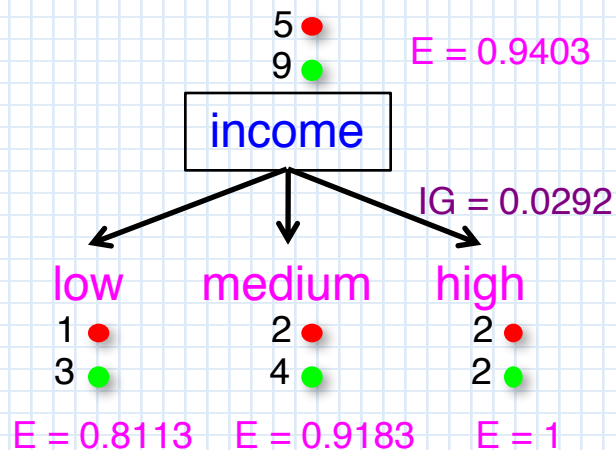 5
9
E = 0.9403
income
IG = 0.0292
low medium high
1 2 2
3 4 2
E = 0.8113 E = 0.9183 E = 1